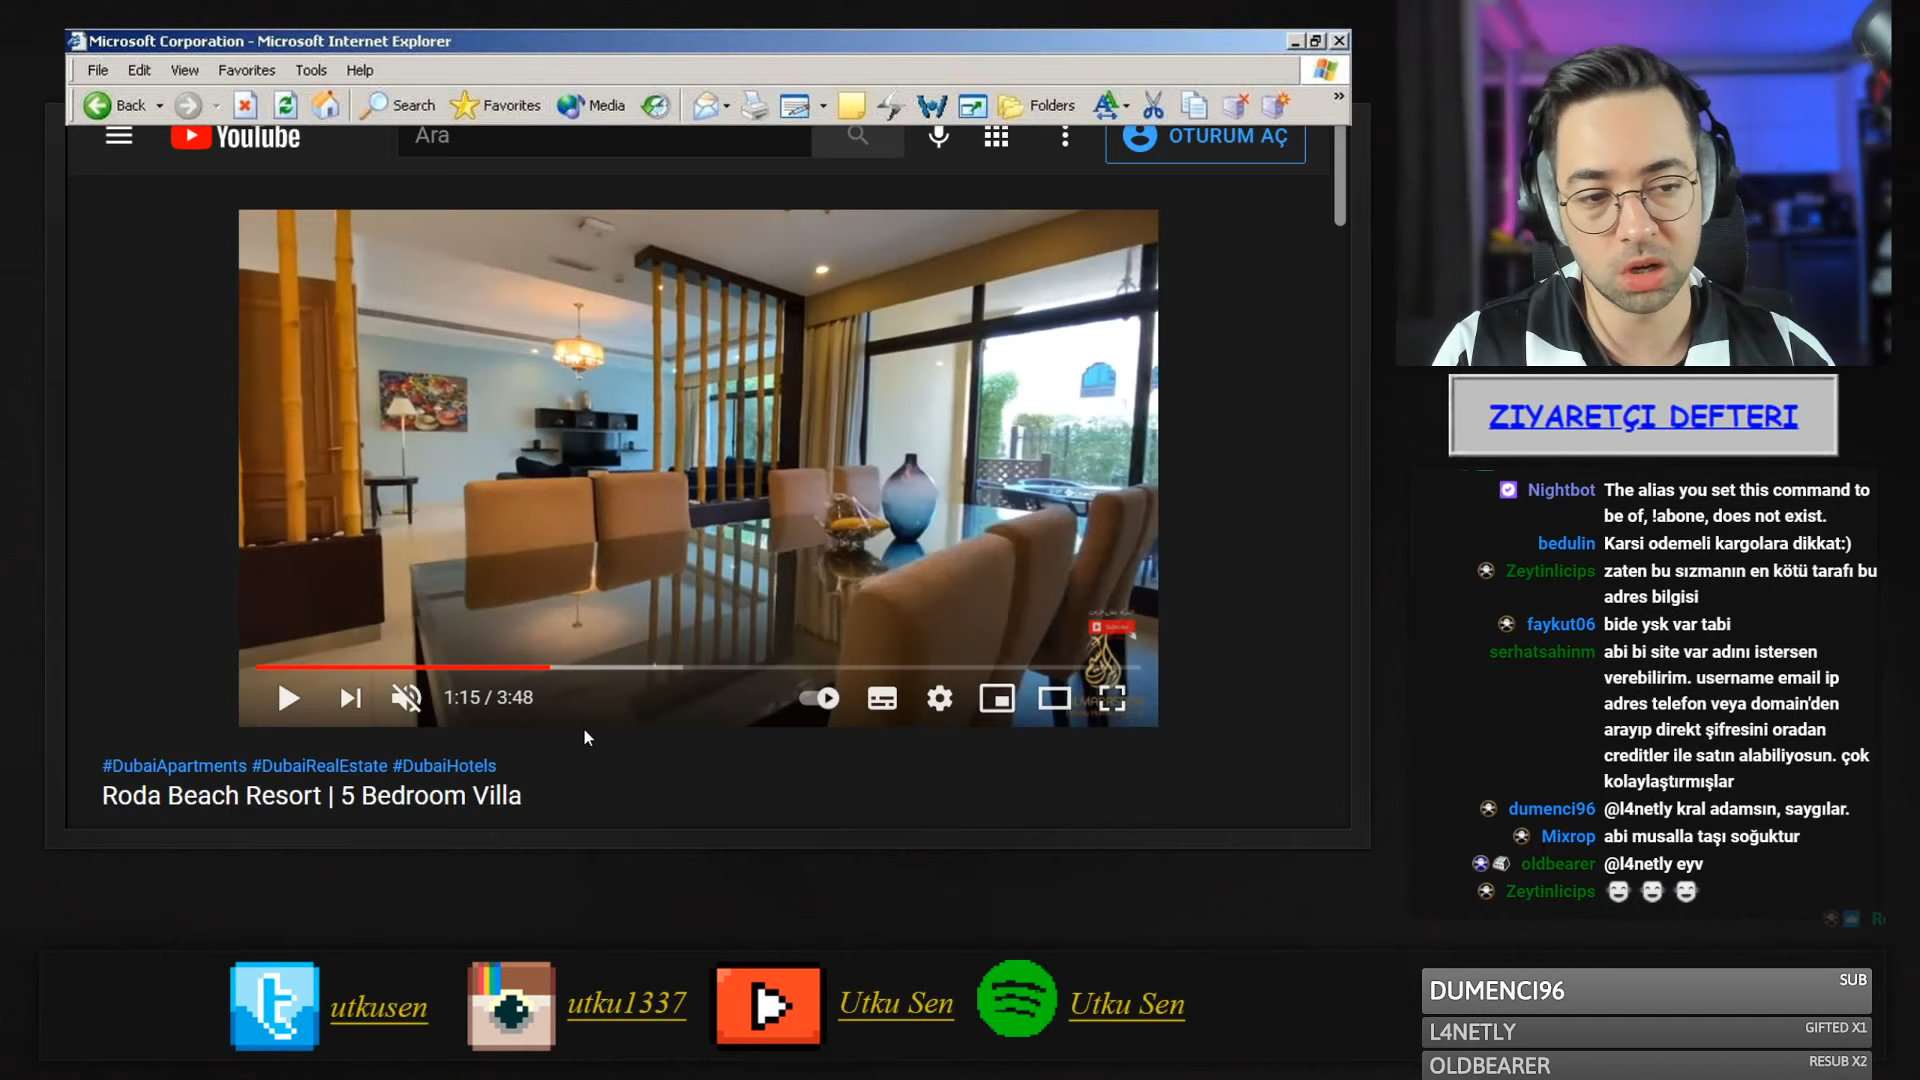 Microsoft Corporation - Microsoft Internet Explorer
File Edit View Favorites Tools Help
Back Search Favorites Media Folders
YouTube Ara OTURUM AÇ
1:15 / 3:48
#DubaiApartments #DubaiRealEstate #DubaiHotels
Roda Beach Resort | 5 Bedroom Villa
ZIYARETÇI DEFTERI
Nightbot The alias you set this command to
be of, !abone, does not exist.
bedulin Karsi odemeli kargolara dikkat:)
Zeytinlicips zaten bu sızmanın en kötü tarafı bu
adres bilgisi
faykut06 bide ysk var tabi
serhatsahinm abi bi site var adını istersen
verebilirim. username email ip
adres telefon veya domain'den
arayıp direkt şifresini oradan
creditler ile satın alabiliyosun. çok
kolaylaştırmışlar
dumenci96 @l4netly kral adamsın, saygılar.
Mixrop abi musalla taşı soğuktur
oldbearer @l4netly eyv
Zeytinlicips
utkusen utku1337 Utku Sen Utku Sen
DUMENCI96 SUB
L4NETLY GIFTED X1
OLDBEARER RESUB X2